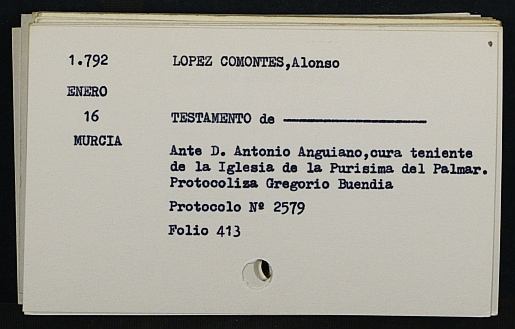 1.792 LOPEZ COMONTES,Alonso
ENERO
16 TESTAMENTO de ————————
MURCIA
Ante D. Antonio Anguiano,cura teniente
de la Iglesia de la Purisima del Palmar.
Protocoliza Gregorio Buendia
Protocolo Nº 2579
Folio 413